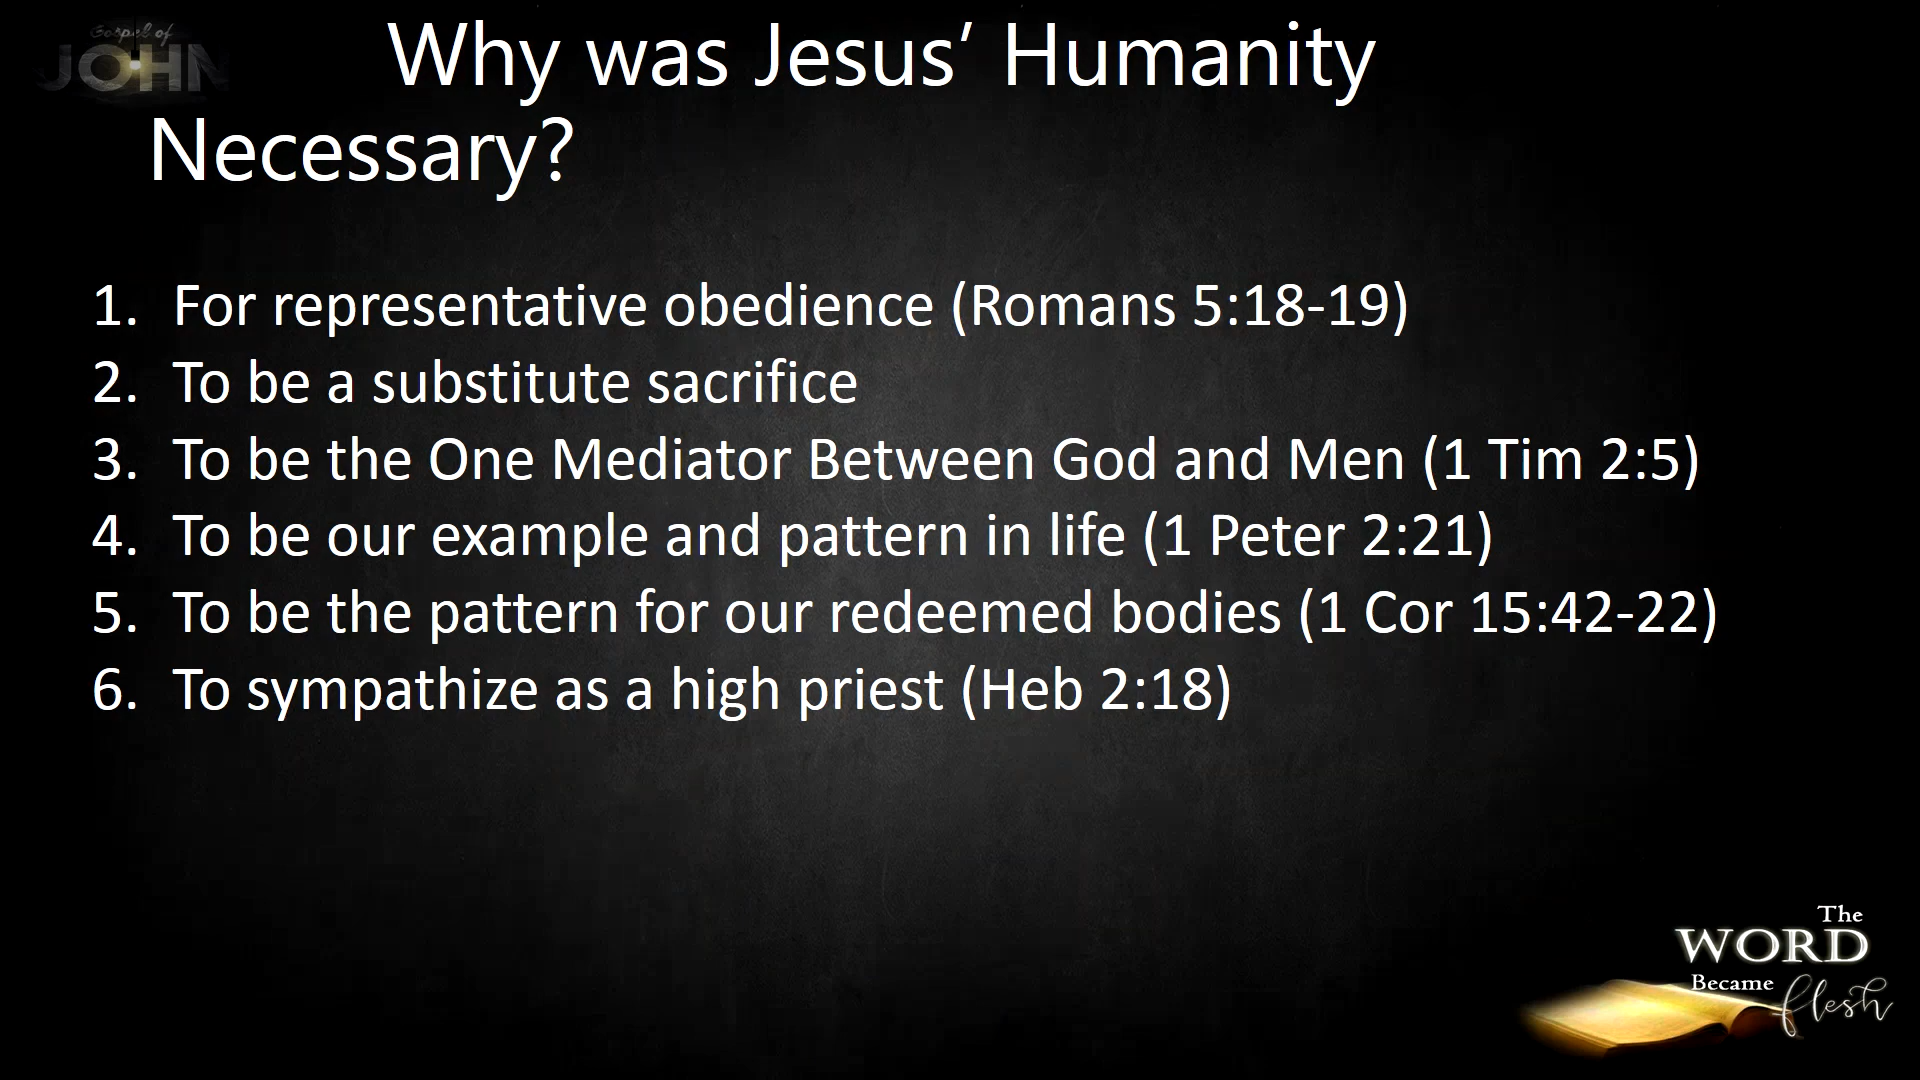 Gospel of
JOHN
Why was Jesus’ Humanity
Necessary?
1. For representative obedience (Romans 5:18-19)
2. To be a substitute sacrifice
3. To be the One Mediator Between God and Men (1 Tim 2:5)
4. To be our example and pattern in life (1 Peter 2:21)
5. To be the pattern for our redeemed bodies (1 Cor 15:42-22)
6. To sympathize as a high priest (Heb 2:18)
The
WORD
Became
flesh